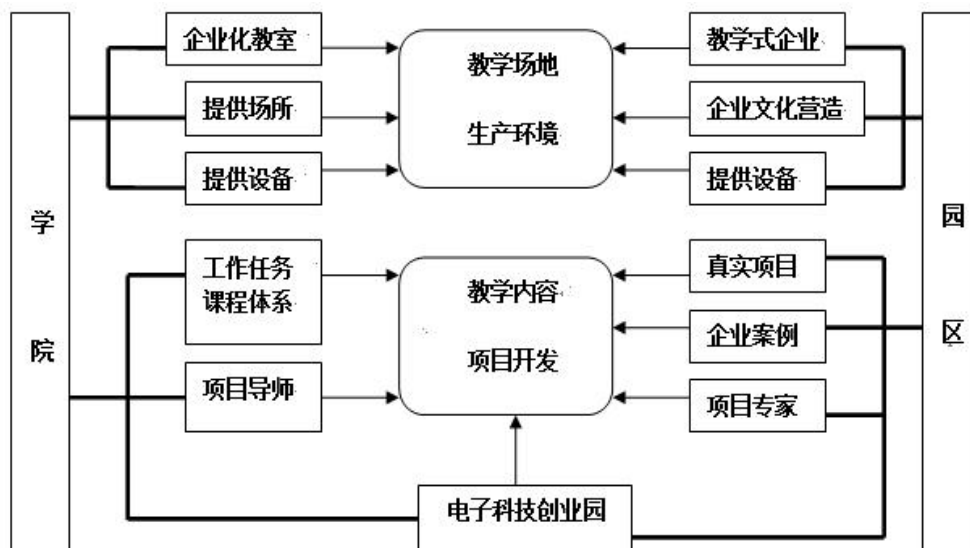 学院
企业化教室
提供场所
提供设备
教学场地
生产环境
教学式企业
企业文化营造
提供设备
园区
工作任务
课程体系
项目导师
教学内容
项目开发
真实项目
企业案例
项目专家
电子科技创业园